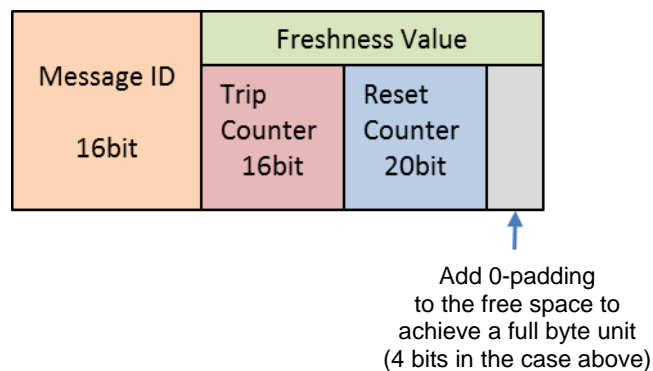 Message ID
16bit
Freshness Value
Trip
Counter
16bit
Reset
Counter
20bit
Add 0-padding
to the free space to
achieve a full byte unit
(4 bits in the case above)